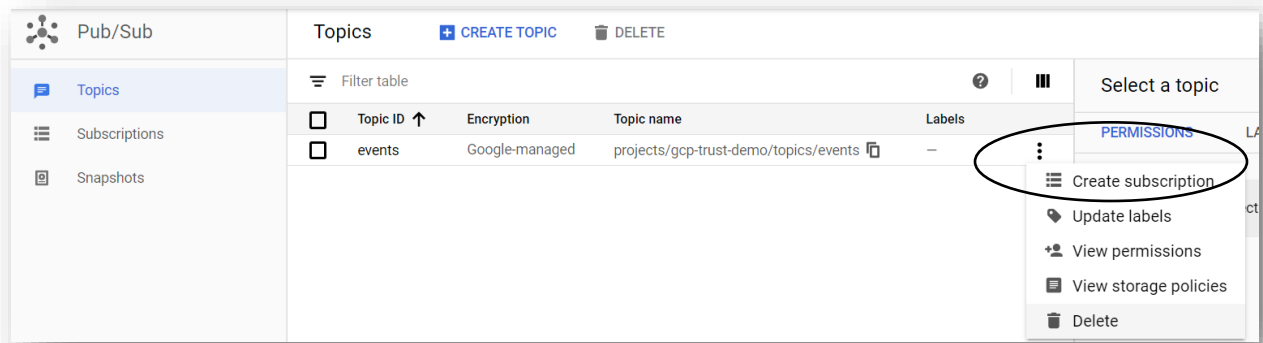 Pub/Sub
Topics
CREATE TOPIC
DELETE
Topics
Subscriptions
Snapshots
Filter table
Topic ID
Encryption
Topic name
Labels
events
Google-managed
projects/gcp-trust-demo/topics/events
–
Select a topic
PERMISSIONS
LA
Create subscription
Update labels
View permissions
View storage policies
Delete
ect